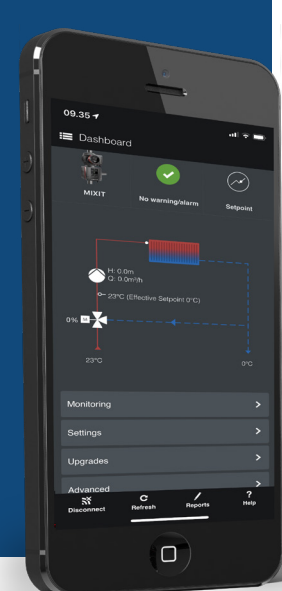 09.35
Dashboard
MIXIT
No warning/alarm
Setpoint
H: 0.0m
Q: 0.0m³/h
23°C (Effective Setpoint 0°C)
0% M
23°C
0°C
Monitoring
Settings
Upgrades
Advanced
Disconnect
Refresh
Reports
? Help